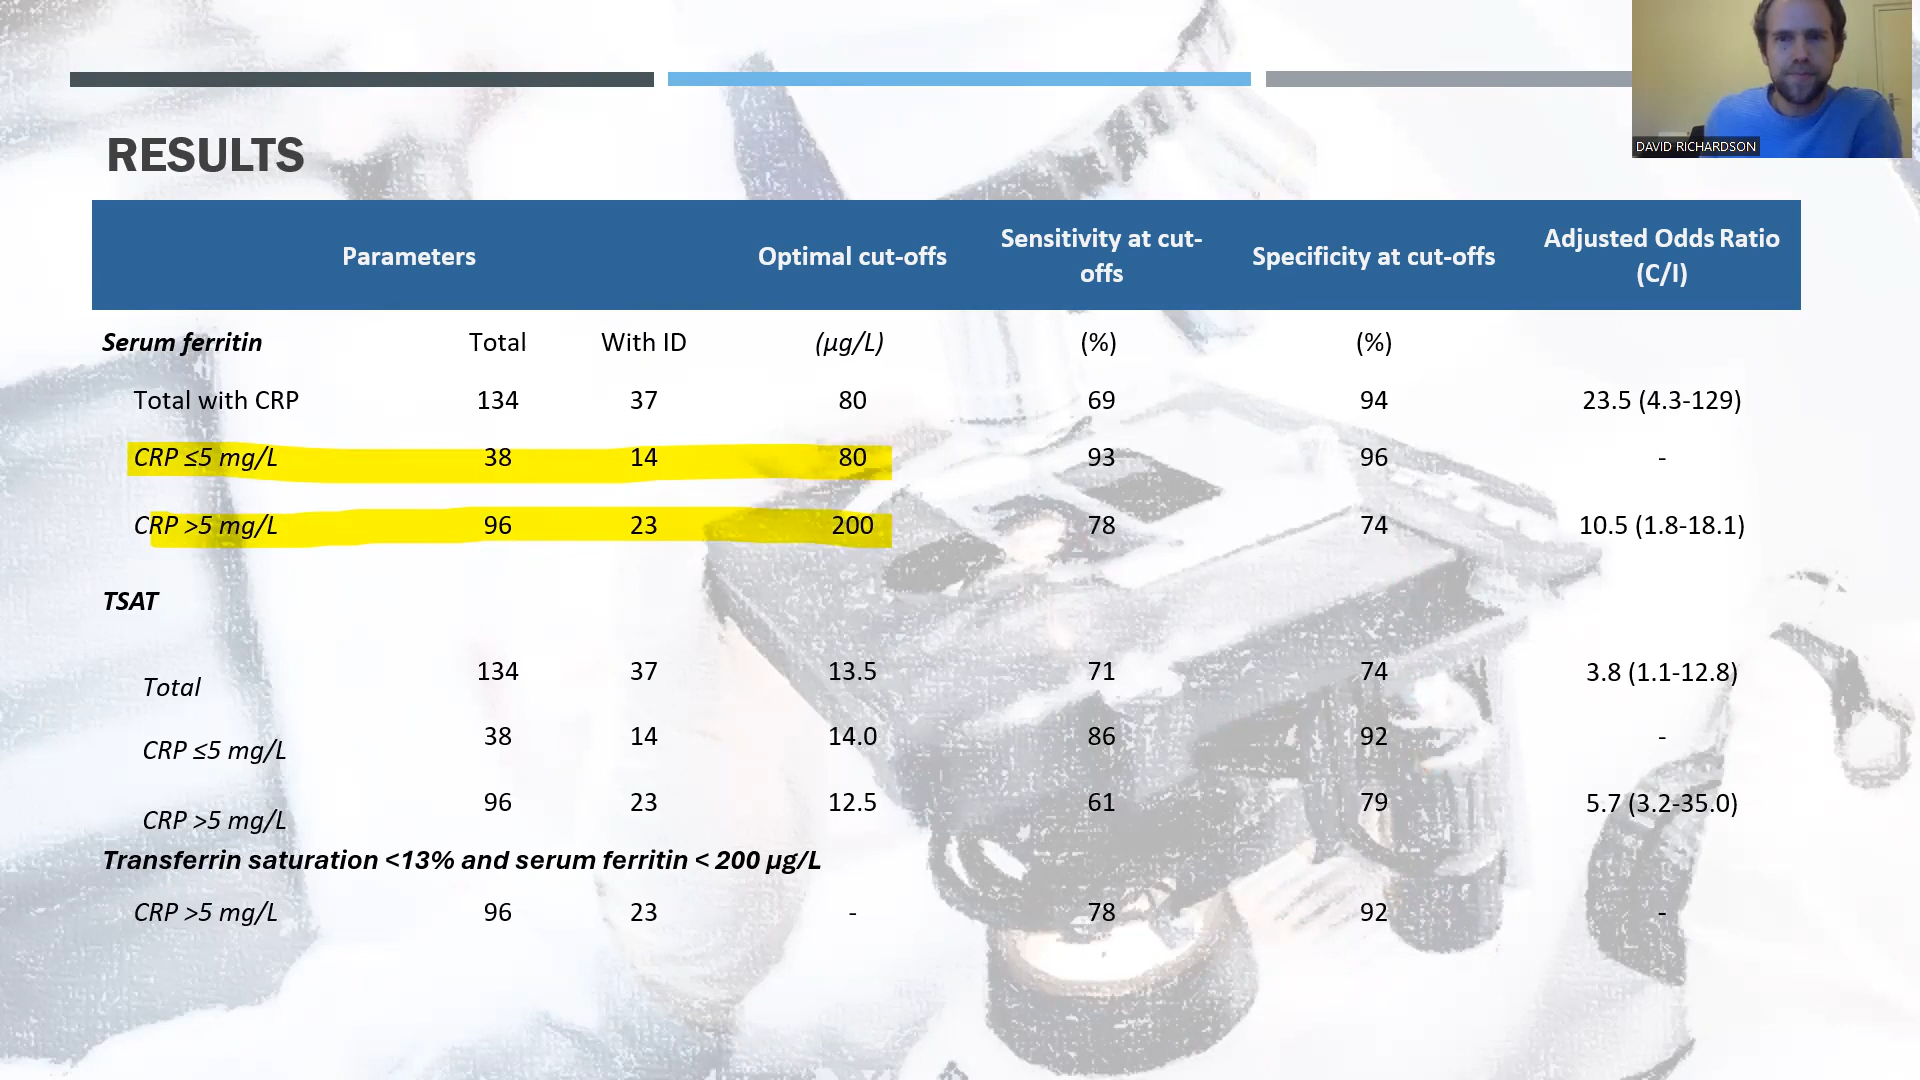 DAVID RICHARDSON
RESULTS
Parameters Optimal cut-offs Sensitivity at cut-offs Specificity at cut-offs Adjusted Odds Ratio (C/I)
Serum ferritin Total With ID (µg/L) (%) (%)
Total with CRP 134 37 80 69 94 23.5 (4.3-129)
CRP ≤5 mg/L 38 14 80 93 96 -
CRP >5 mg/L 96 23 200 78 74 10.5 (1.8-18.1)
TSAT
Total 134 37 13.5 71 74 3.8 (1.1-12.8)
CRP ≤5 mg/L 38 14 14.0 86 92 -
CRP >5 mg/L 96 23 12.5 61 79 5.7 (3.2-35.0)
Transferrin saturation <13% and serum ferritin < 200 µg/L
CRP >5 mg/L 96 23 - 78 92 -